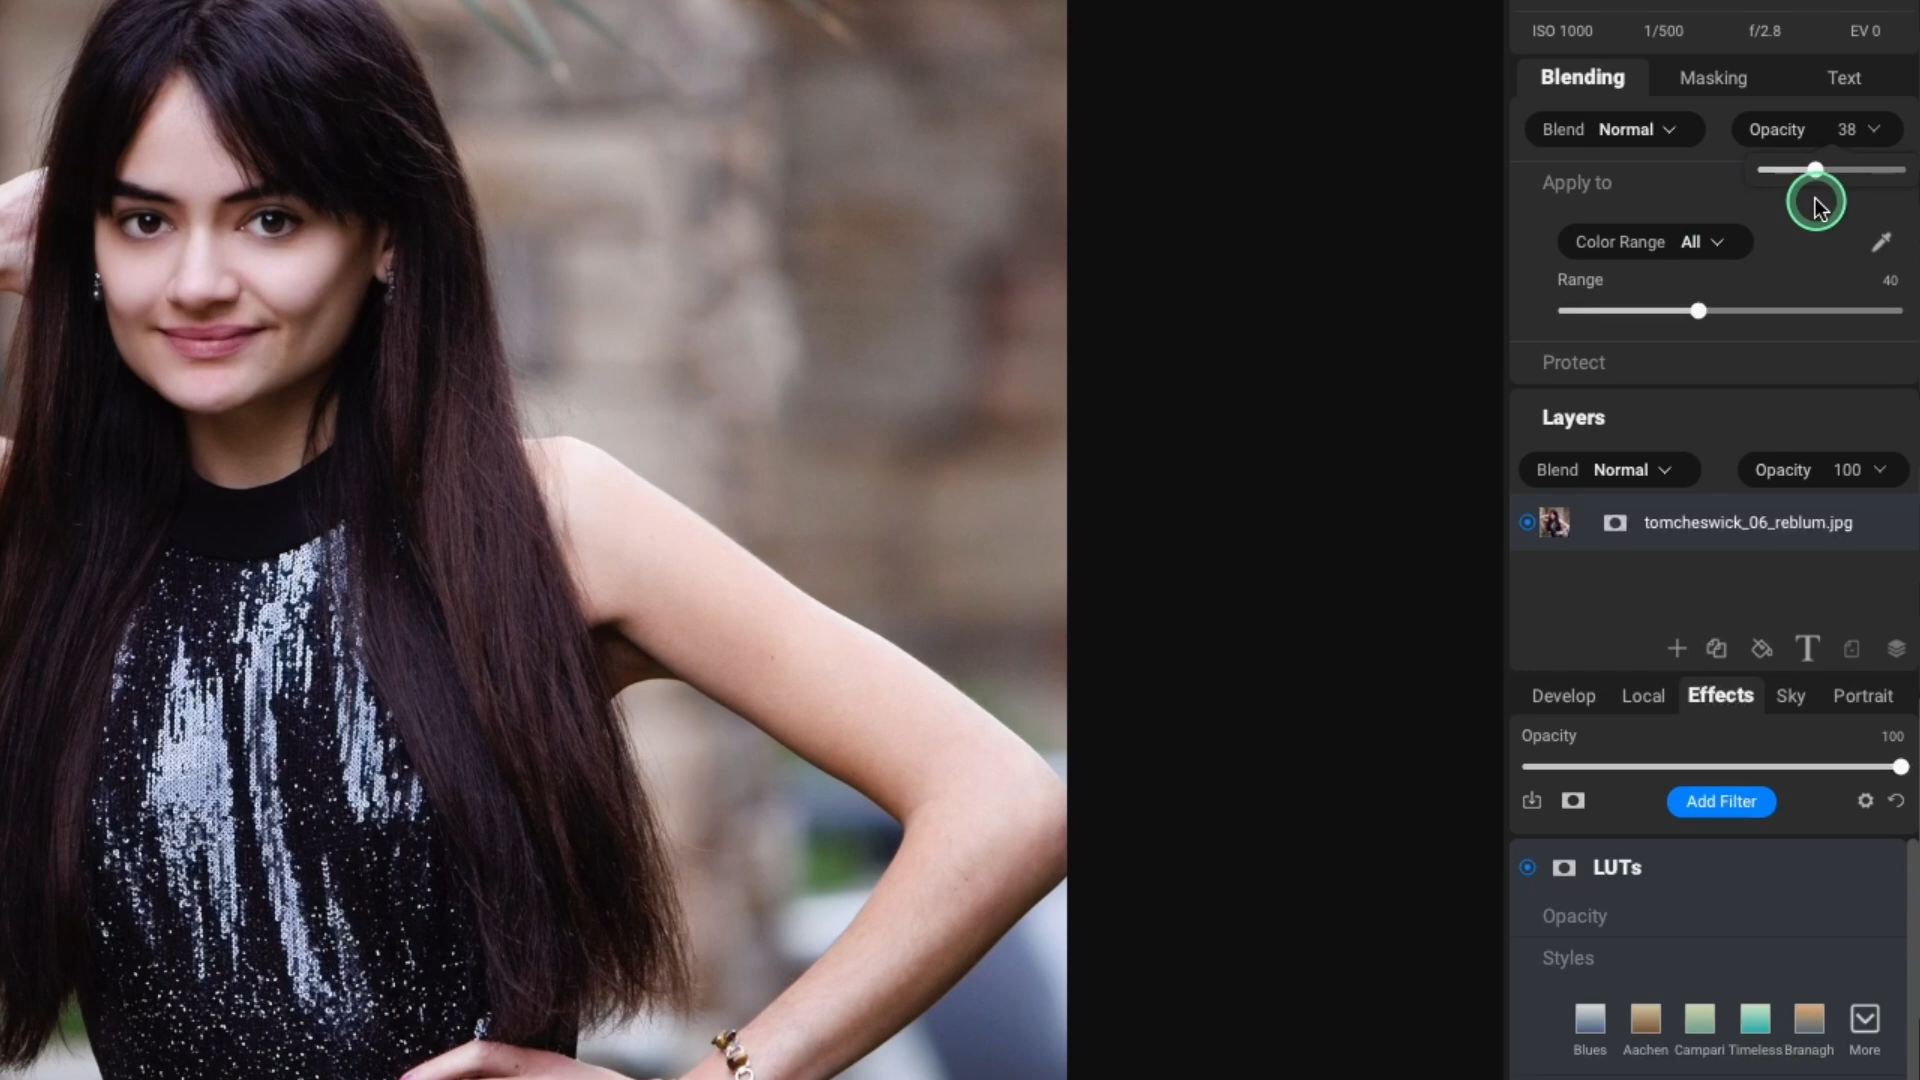 ISO 1000 1/500 f/2.8 EV 0
Blending Masking Text
Blend Normal Opacity 38
Apply to
Color Range All
Range 40
Protect
Layers
Blend Normal Opacity 100
tomcheswick_06_reblum.jpg
T
Develop Local Effects Sky Portrait
Opacity 100
Add Filter
LUTs
Opacity
Styles
Blues Aachen Campari Timeless Branagh More